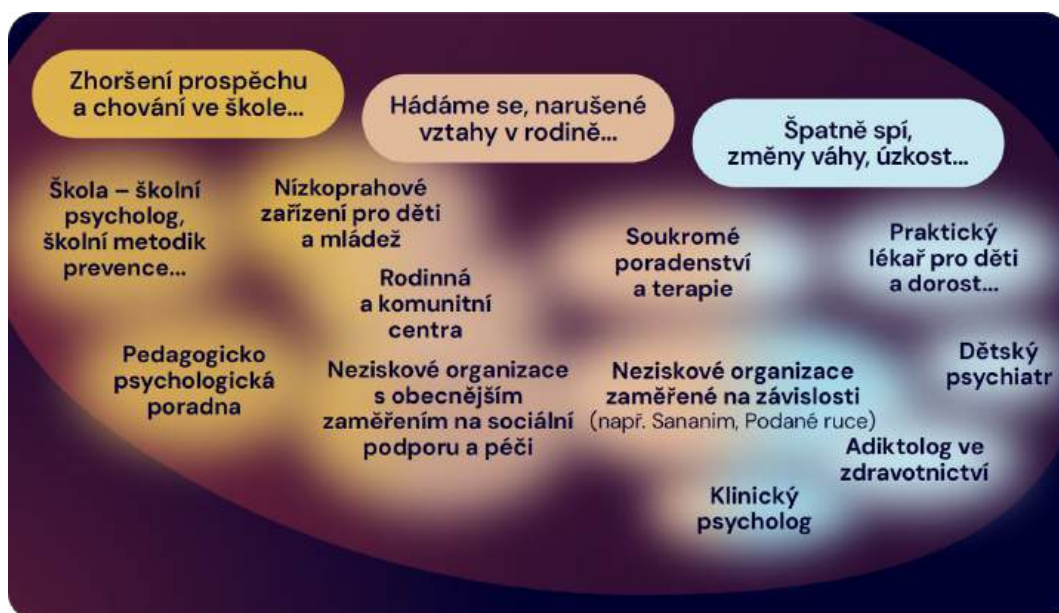 Zhoršení prospěchu
a chování ve škole...
Hádáme se, narušené
vztahy v rodině...
Špatně spí,
změny váhy, úzkost...
Škola – školní
psycholog,
školní metodik
prevence...
Nízkoprahové
zařízení pro děti
a mládež
Soukromé
poradenství
a terapie
Praktický
lékař pro děti
a dorost...
Rodinná
a komunitní
centra
Pedagogicko
psychologická
poradna
Neziskové organizace
s obecnějším
zaměřením na sociální
podporu a péči
Neziskové organizace
zaměřené na závislosti
(např. Sananim, Podané ruce)
Dětský
psychiatr
Adiktolog ve
zdravotnictví
Klinický
psycholog